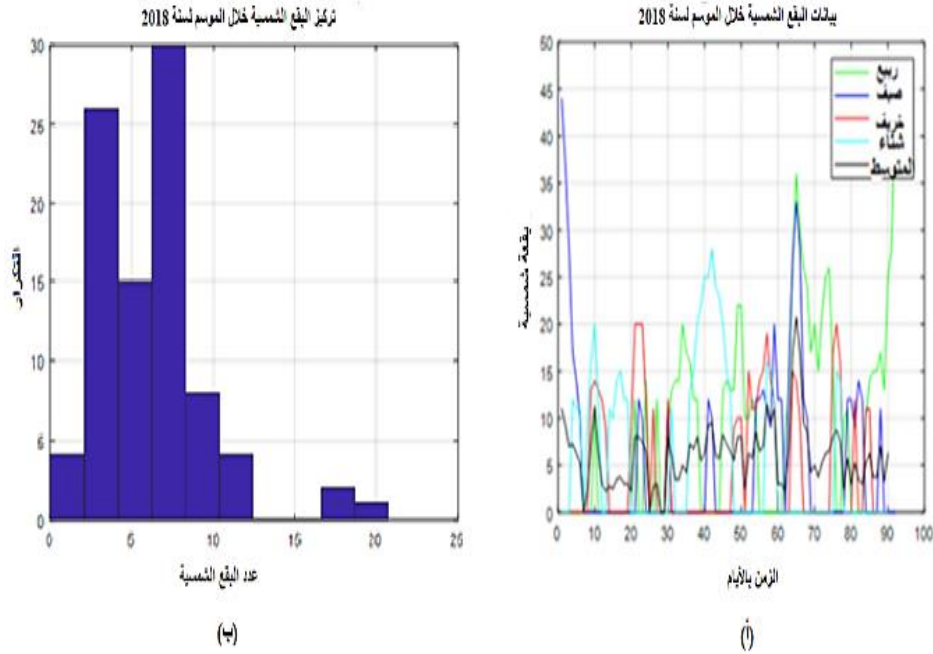 بيانات البقع الشمسية خلال الموسم لسنة 2018
50
45
40
35
30
25
20
15
10
5
0
بقعة شمسية
ربيع
صيف
خريف
شتاء
المتوسط
0 10 20 30 40 50 60 70 80 90 100
الزمن بالأيام
(أ)
تركيز البقع الشمسية خلال الموسم لسنة 2018
30
25
20
15
10
5
0
التكرار
0 5 10 15 20 25
عدد البقع الشمسية
(ب)